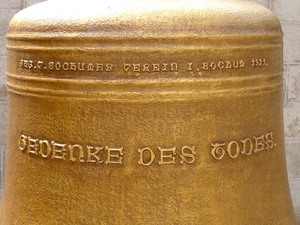 GEG. V. BOCHUMER VEREIN I. BOCHUM
GEDENKE DES TODES.